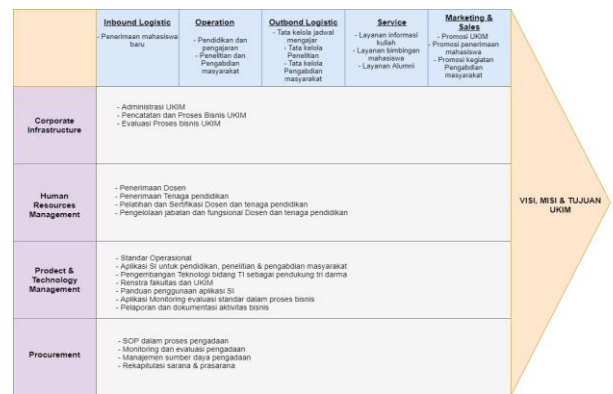 Inbound Logistic
- Penerimaan mahasiswa
baru
Operation
- Pendidikan dan
pengajaran
- Penelitian dan
Pengabdian
masyarakat
Outbond Logistic
- Tata kelola jadwal
mengajar
- Tata kelola
Penelitian
- Tata kelola
Pengabdian
masyarakat
Service
- Layanan informasi
kuliah
- Layanan bimbingan
mahasiswa
- Layanan Alumni
Marketing &
Sales
- Promosi UKIM
- Promosi penerimaan
mahasiswa
- Promosi kegiatan
Pengabdian
masyarakat
Corporate
Infrastructure
- Administrasi UKIM
- Pencatatan dan Proses Bisnis UKIM
- Evaluasi Proses bisnis UKIM
Human
Resources
Management
- Penerimaan Dosen
- Penerimaan Tenaga pendidikan
- Pelatihan dan Sertifikasi Dosen dan tenaga pendidikan
- Pengelolaan jabatan dan fungsional Dosen dan tenaga pendidikan
Prodect &
Technology
Management
- Standar Operasional
- Aplikasi SI untuk pendidikan, penelitian & pengabdian masyarakat
- Pengembangan Teknologi bidang TI sebagai pendukung tri darma
- Renstra fakultas dan UKIM
- Panduan penggunaan aplikasi SI
- Aplikasi Monitoring evaluasi standar dalam proses bisnis
- Pelaporan dan dokumentasi aktivitas bisnis
Procurement
- SOP dalam proses pengadaan
- Monitoring dan evaluasi pengadaan
- Manajemen sumber daya pengadaan
- Rekapitulasi sarana & prasarana
VISI, MISI & TUJUAN
UKIM